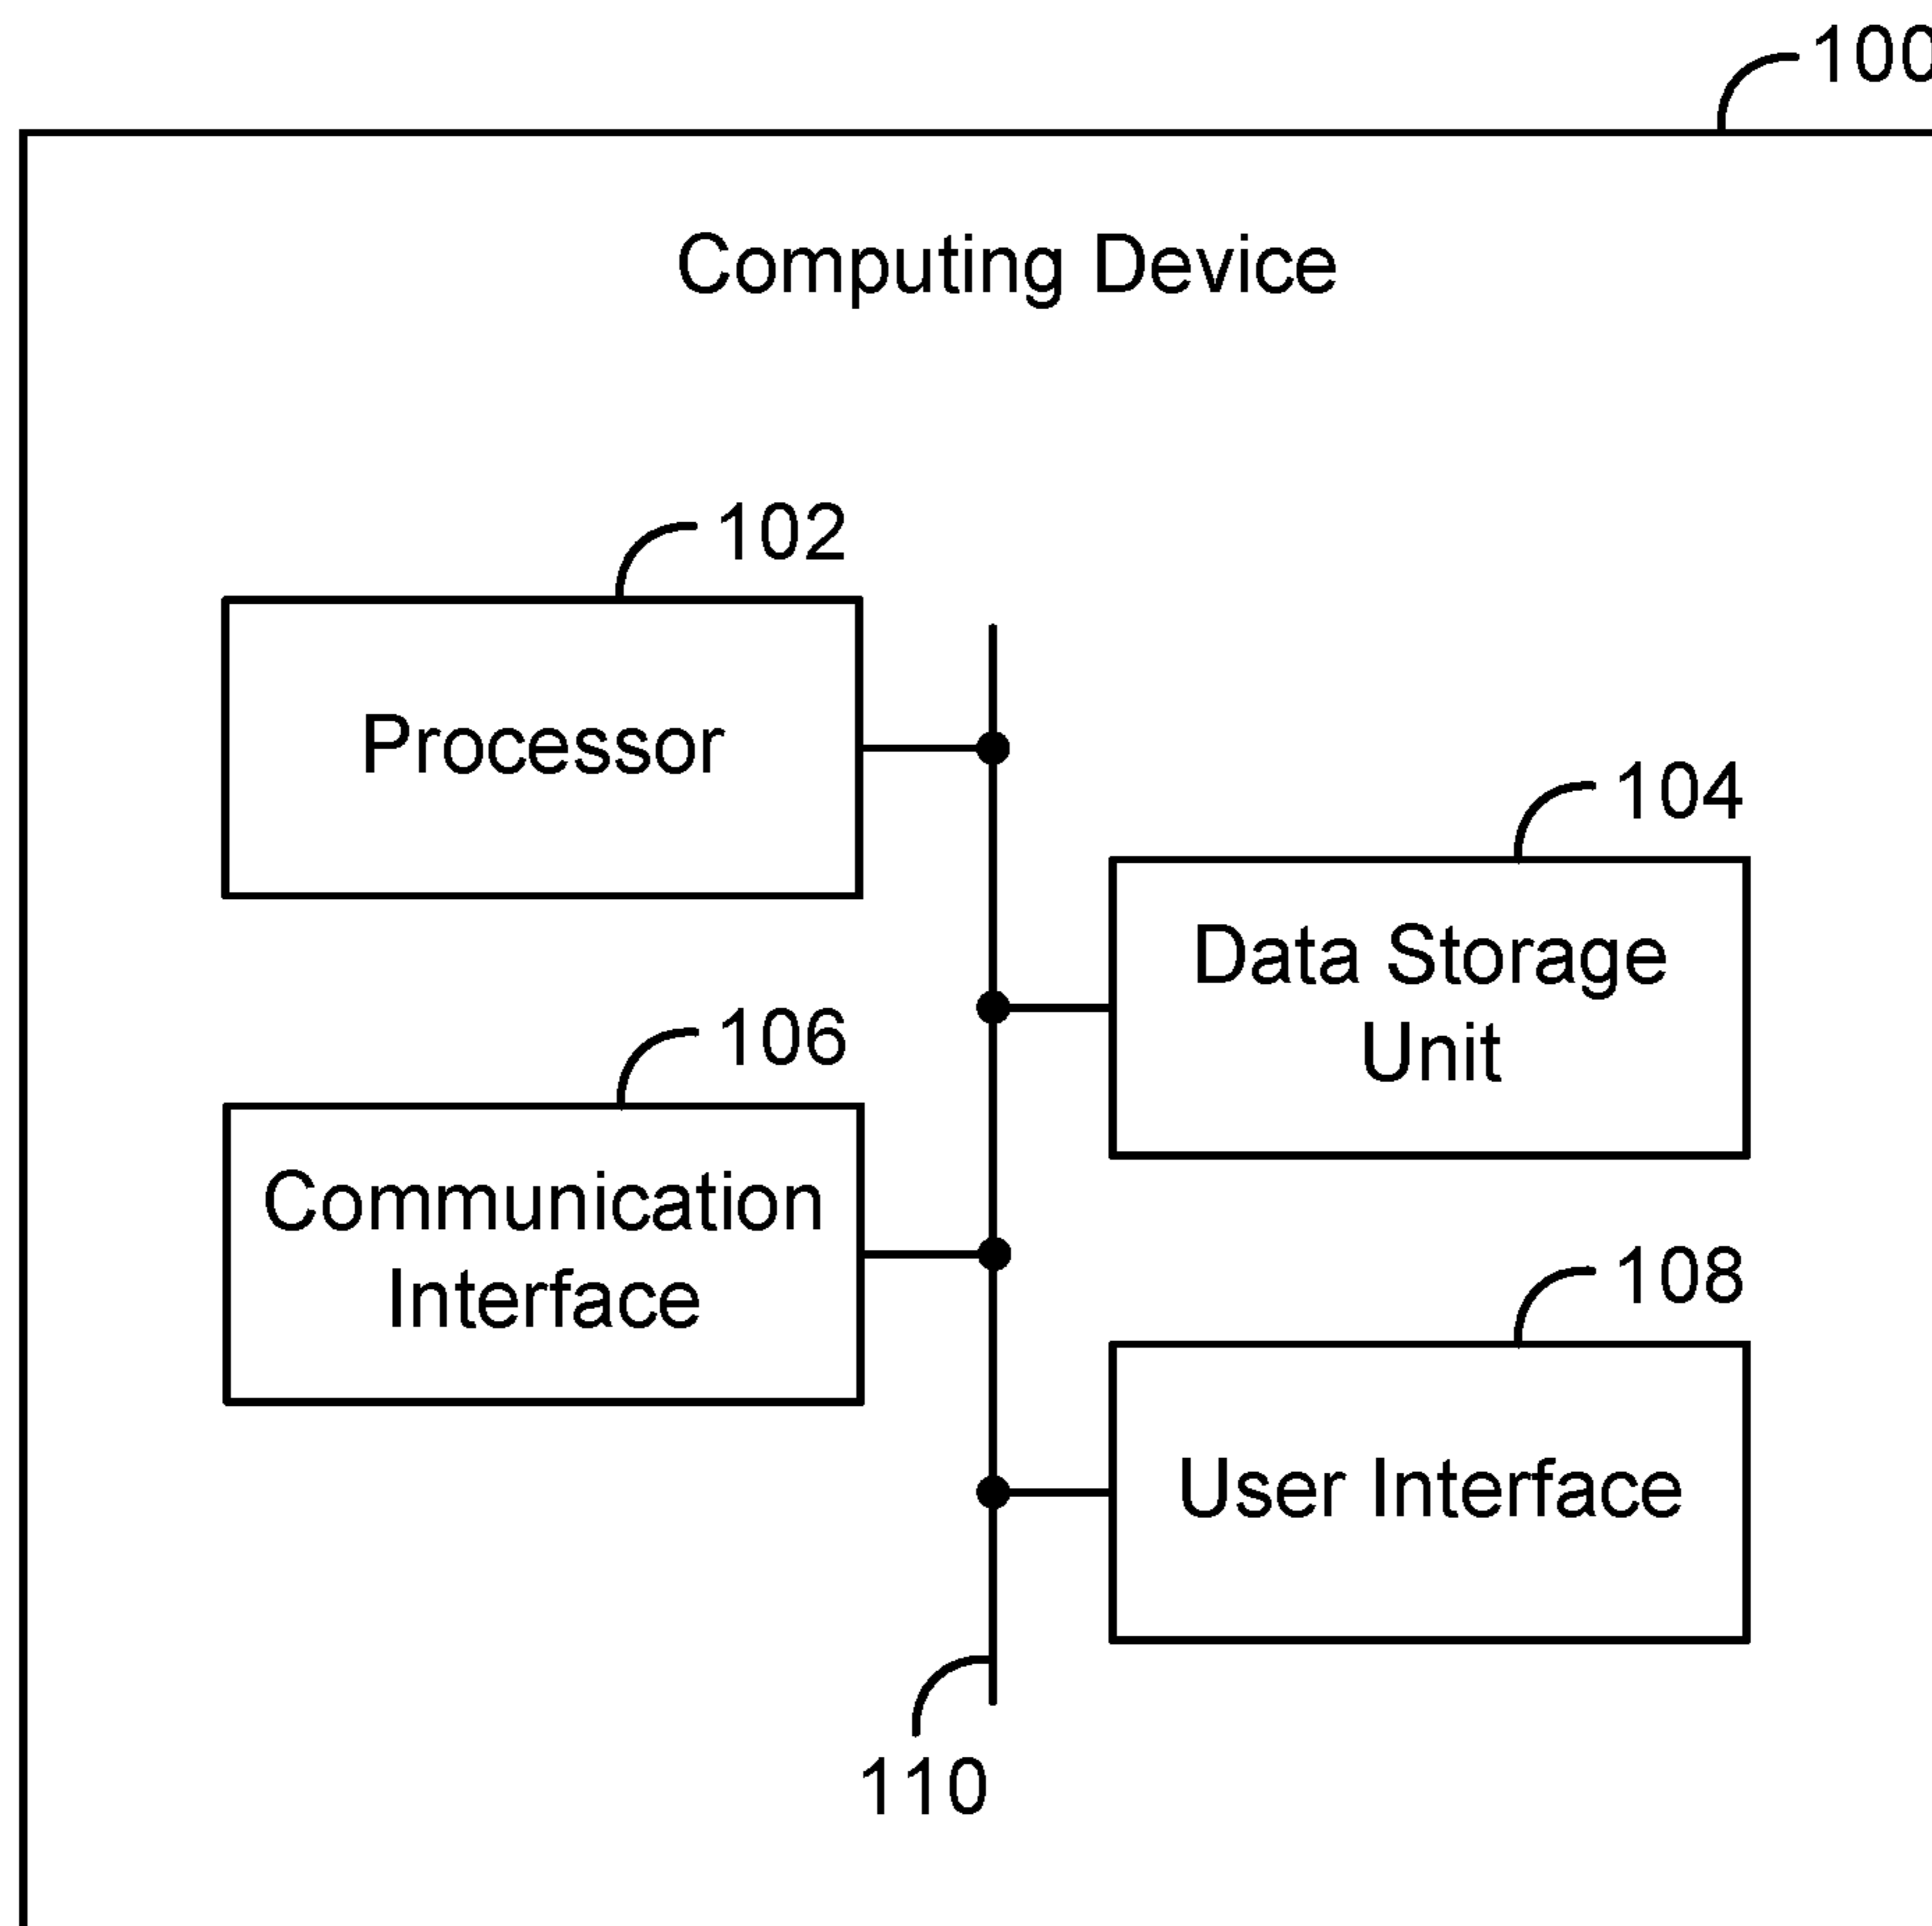 100
Computing Device
102
Processor
104
Data Storage
Unit
106
Communication
Interface
108
User Interface
110